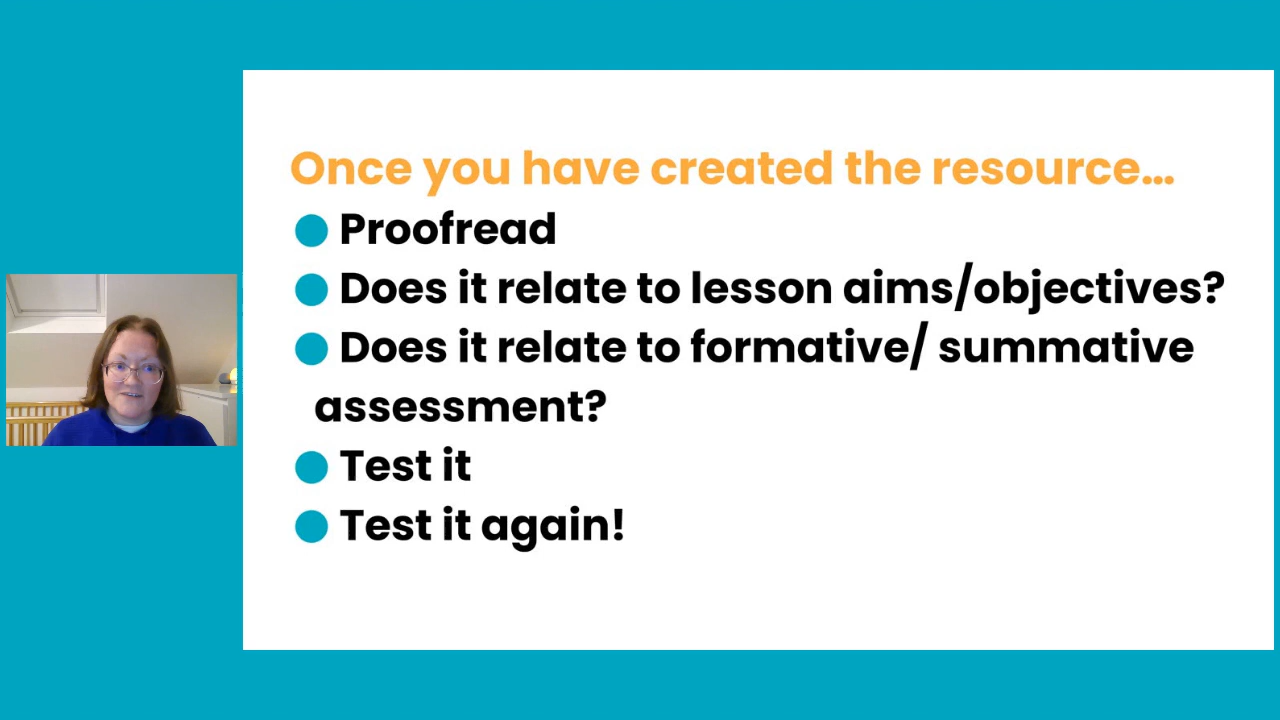 Once you have created the resource...
● Proofread
● Does it relate to lesson aims/objectives?
● Does it relate to formative/ summative
assessment?
● Test it
● Test it again!